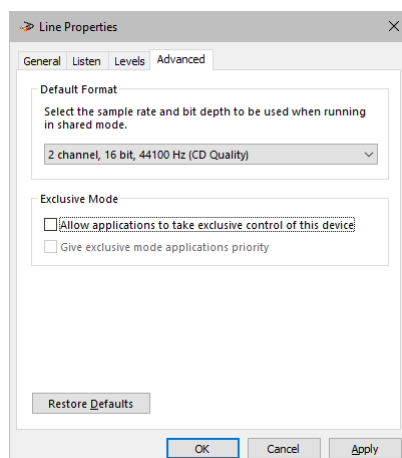 Line Properties
General Listen Levels Advanced
Default Format
Select the sample rate and bit depth to be used when running
in shared mode.
2 channel, 16 bit, 44100 Hz (CD Quality)
Exclusive Mode
Allow applications to take exclusive control of this device
Give exclusive mode applications priority
Restore Defaults
OK Cancel Apply